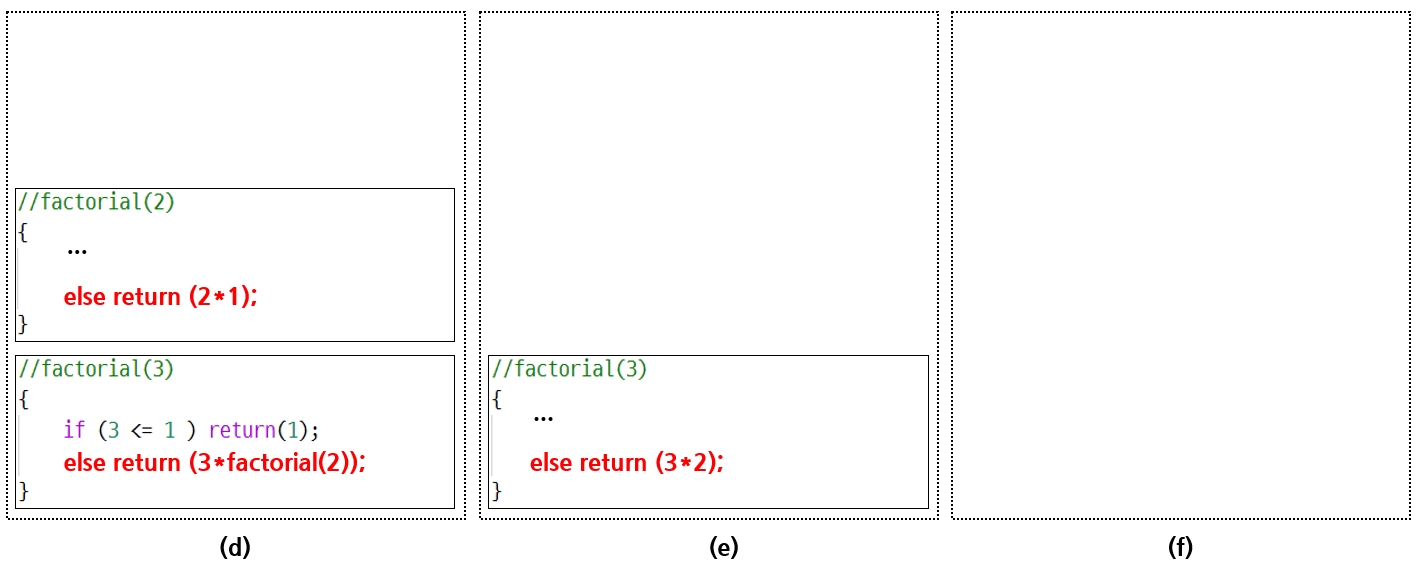 //factorial(2)
{
...
else return (2*1);
}
//factorial(3)
{
if (3 <= 1 ) return(1);
else return (3*factorial(2));
}
(d)
//factorial(3)
{
...
else return (3*2);
}
(e)
(f)